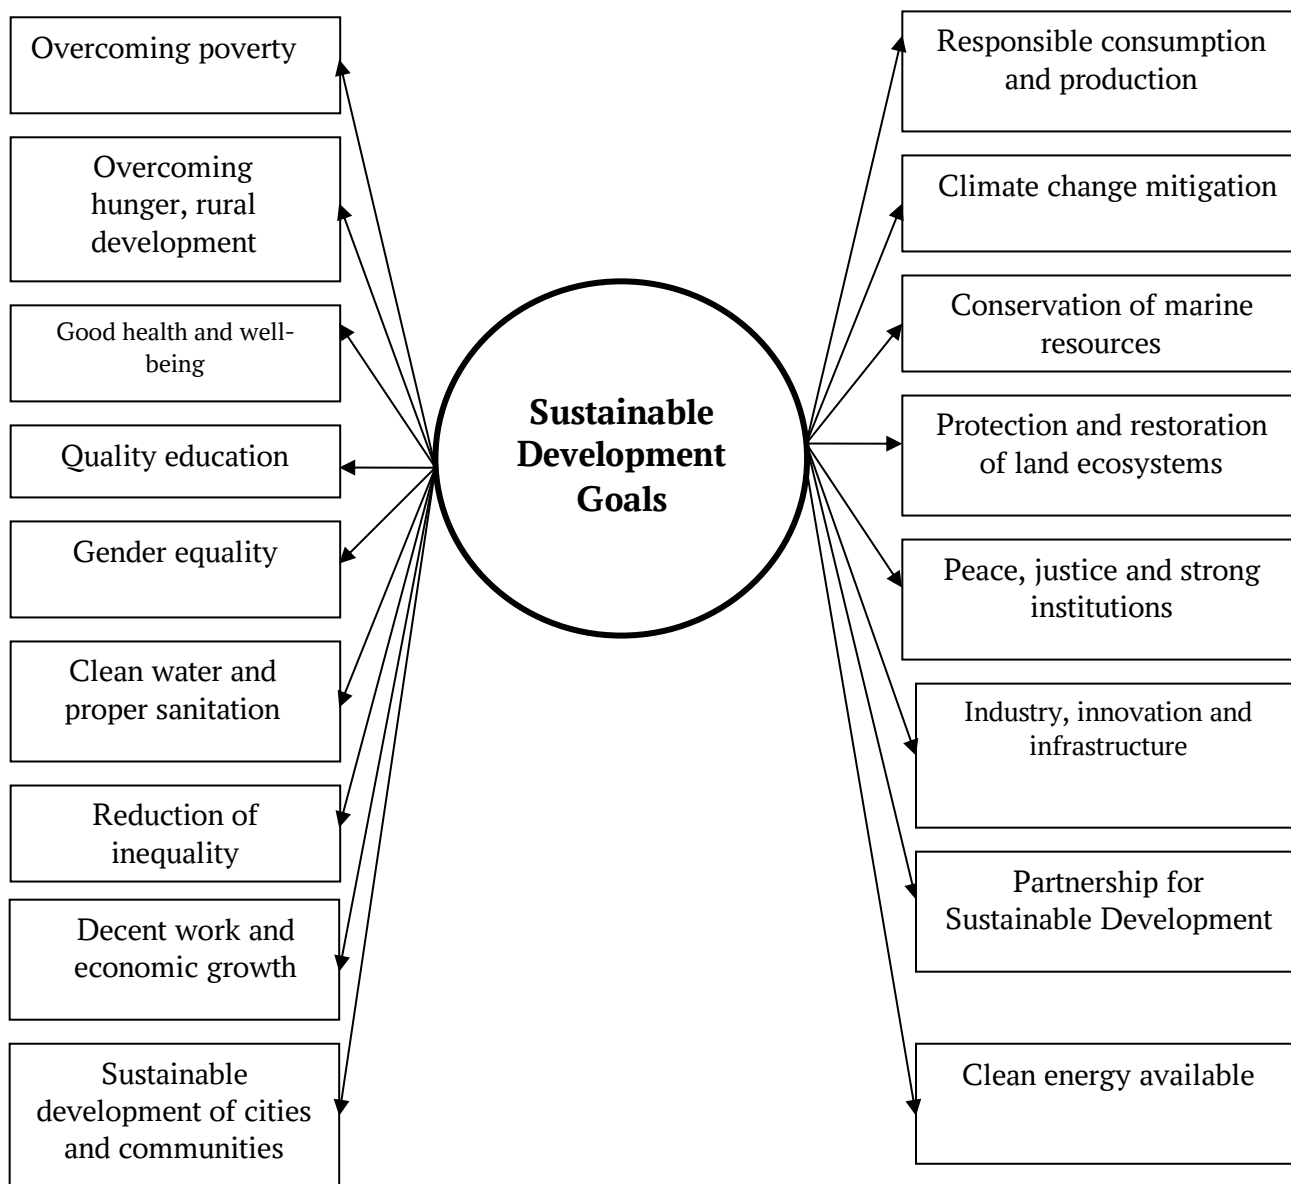 Overcoming poverty
Overcoming
hunger, rural
development
Good health and well-
being
Quality education
Gender equality
Clean water and
proper sanitation
Reduction of
inequality
Decent work and
economic growth
Sustainable
development of cities
and communities
Sustainable
Development
Goals
Responsible consumption
and production
Climate change mitigation
Conservation of marine
resources
Protection and restoration
of land ecosystems
Peace, justice and strong
institutions
Industry, innovation and
infrastructure
Partnership for
Sustainable Development
Clean energy available